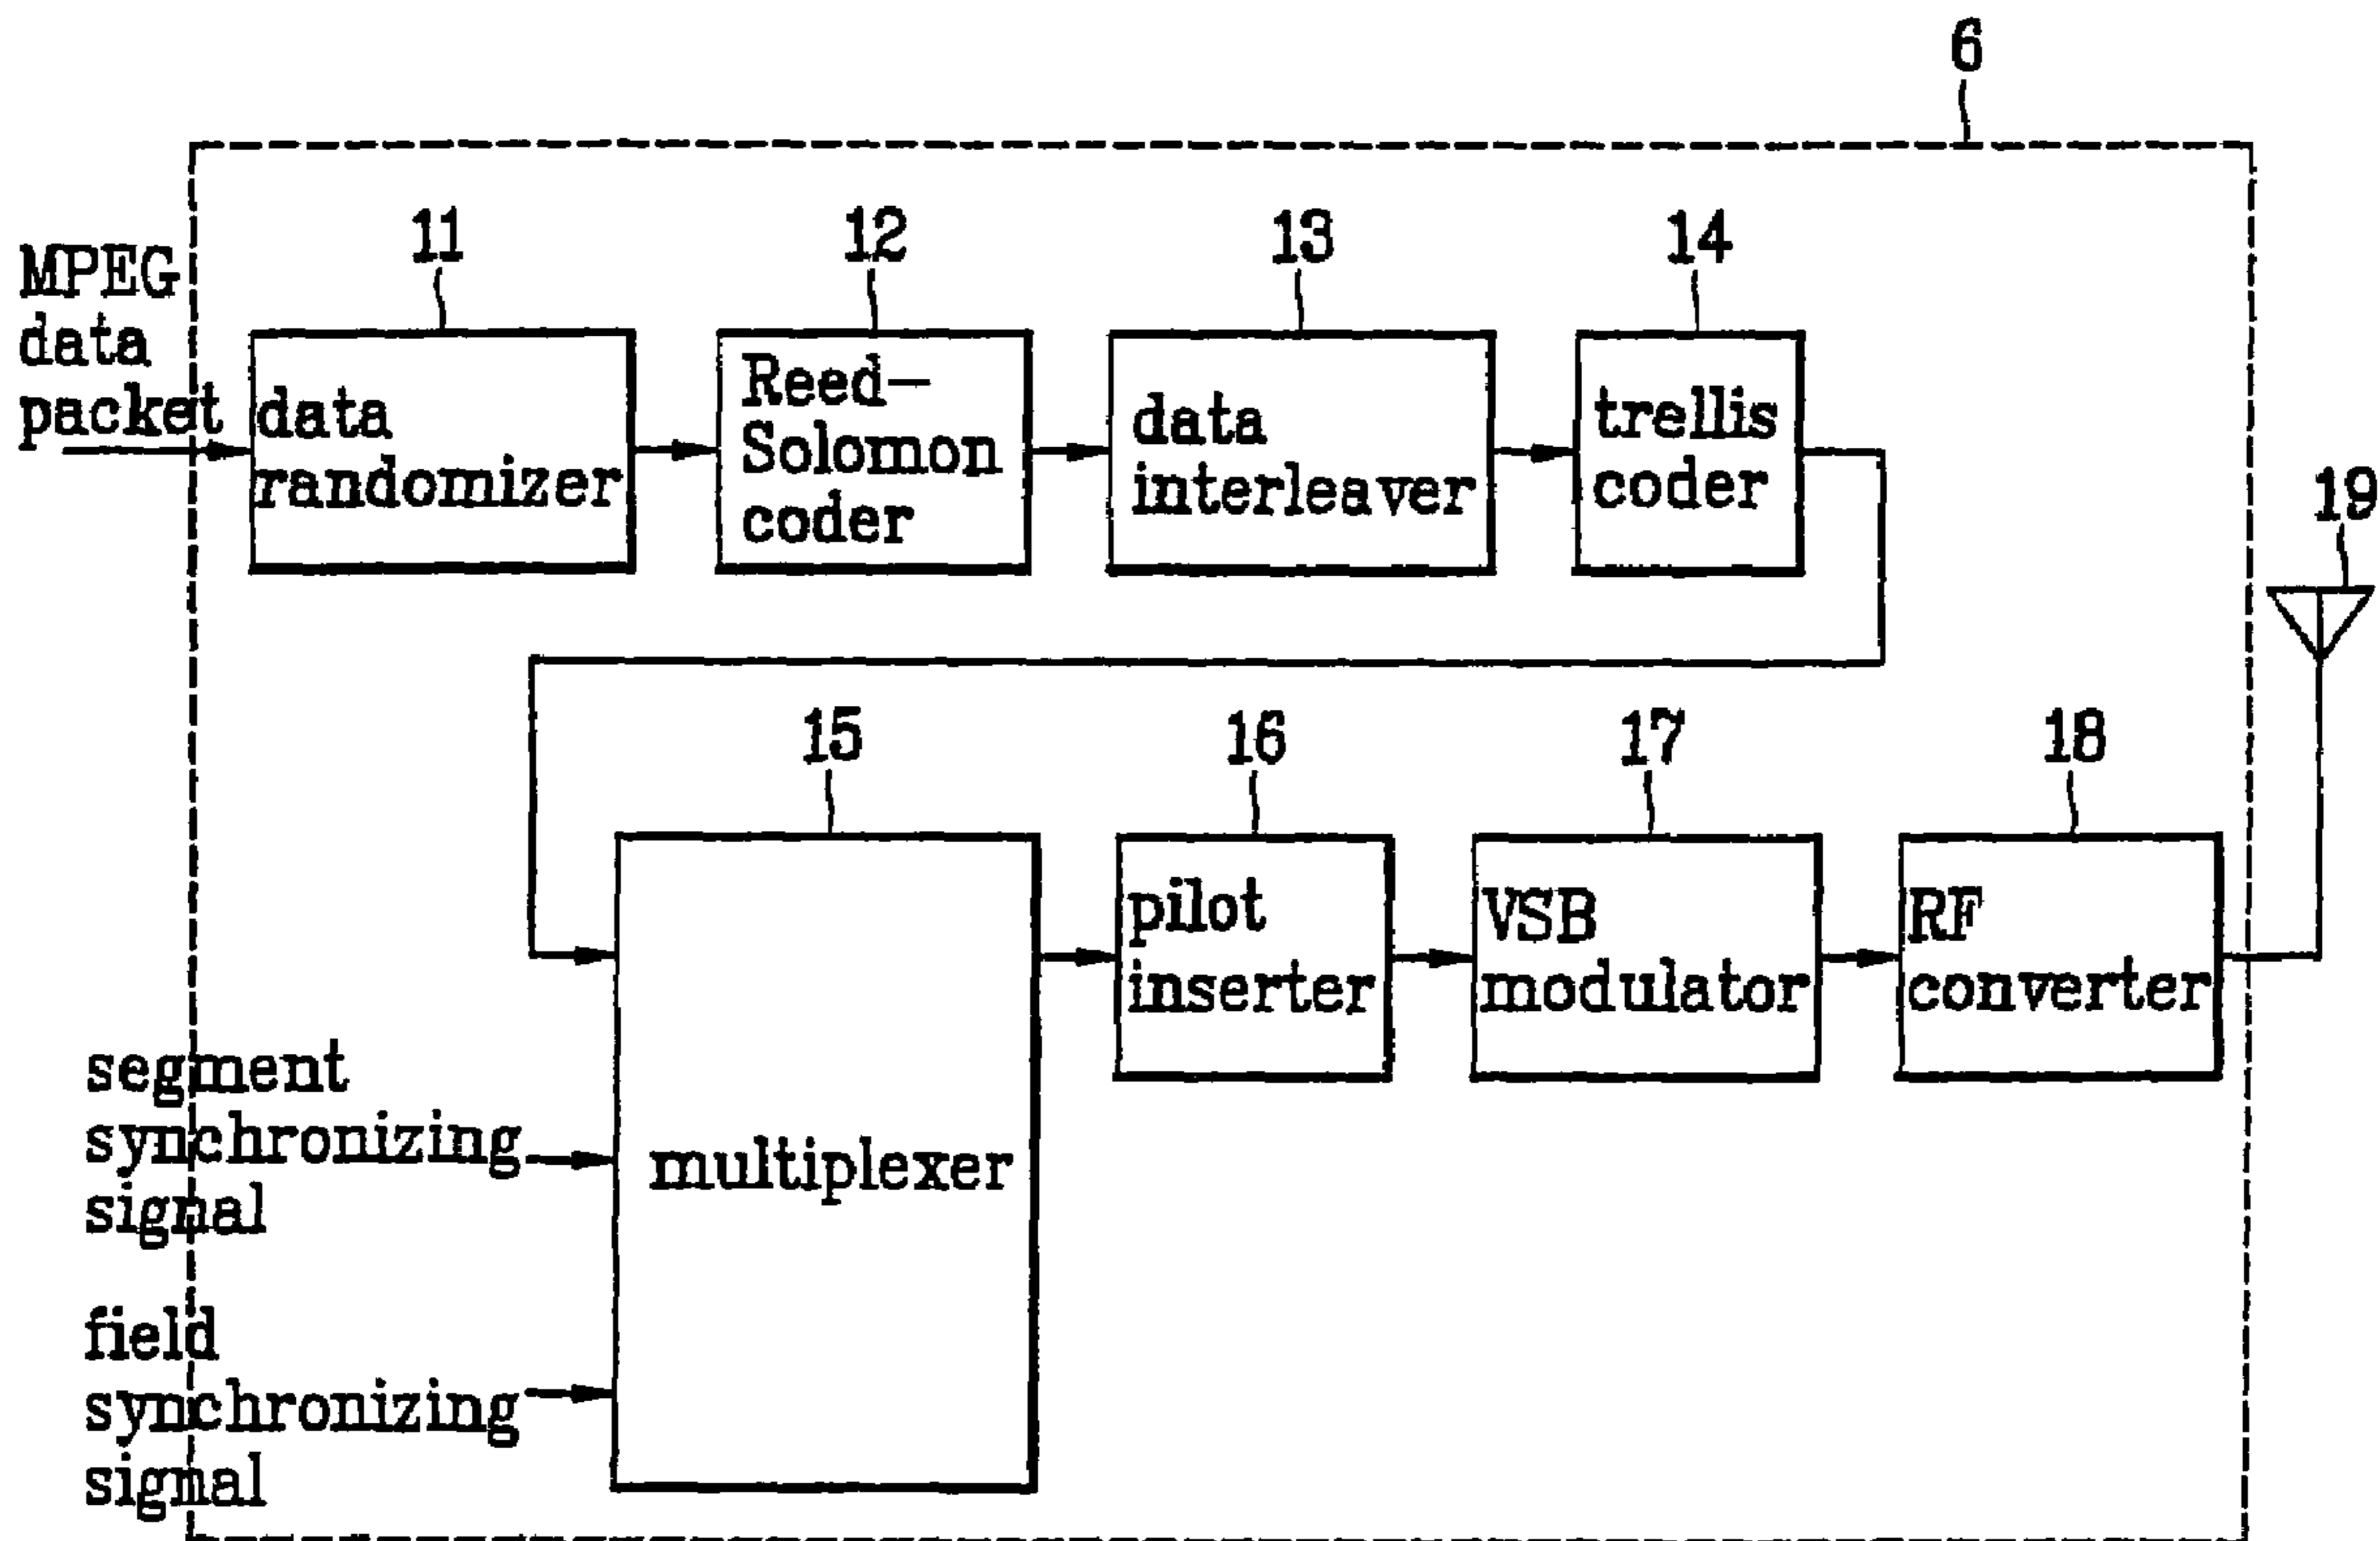 6
11
12
13
14
MPEG
data
packet
data
randomizer
Reed-
Solomon
coder
data
interleaver
trellis
coder
19
15
16
17
18
pilot
inserter
VSB
modulator
RF
converter
segment
synchronizing
signal
multiplexer
field
synchronizing
signal